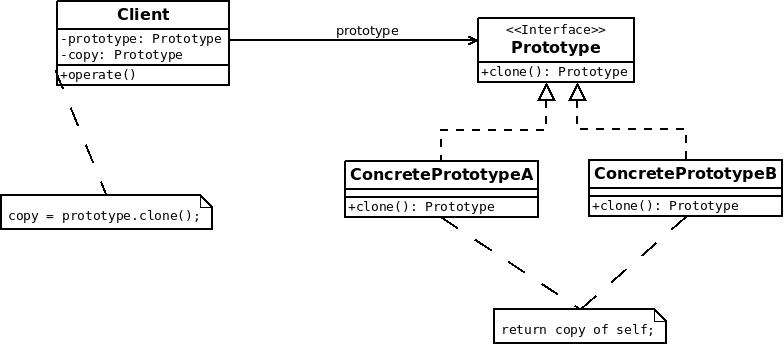 Client
-prototype: Prototype
-copy: Prototype
+operate()
prototype
<<Interface>>
Prototype
+clone(): Prototype
ConcretePrototypeA
+clone(): Prototype
ConcretePrototypeB
+clone(): Prototype
copy = prototype.clone();
return copy of self;